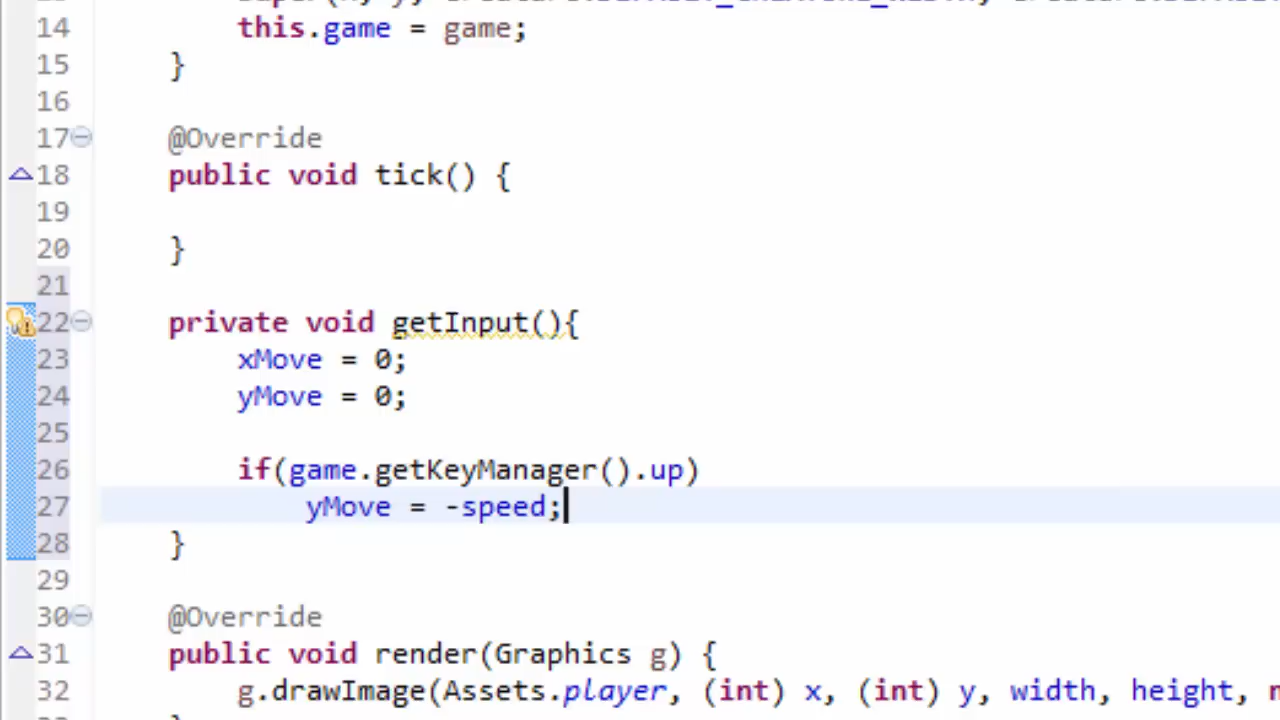 14 this.game = game;
15 }
16
17 @Override
18 public void tick() {
19
20 }
21
22 private void getInput(){
23 xMove = 0;
24 yMove = 0;
25
26 if(game.getKeyManager().up)
27 yMove = -speed;
28 }
29
30 @Override
31 public void render(Graphics g) {
32 g.drawImage(Assets.player, (int) x, (int) y, width, height,